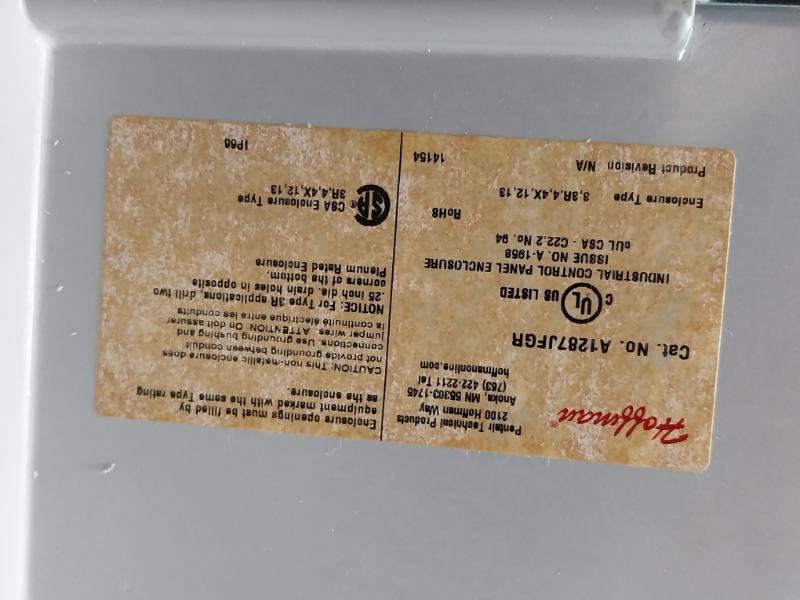 Hoffman®
Pentair Technical Products
2100 Hoffman Way
Anoka, MN 55303-1745
(763) 422-2211 Tel
hoffmanonline.com
Cat. No. A1287JFGR
C UL US LISTED
INDUSTRIAL CONTROL PANEL ENCLOSURE
ISSUE NO. A-1958
cUL CSA - C22.2 No. 94
RoHS
Enclosure Type 3,3R,4,4X,12,13
Product Revision N/A 14154
Enclosure openings must be filled by
equipment marked with the same Type rating
as the enclosure.
CAUTION: This non-metallic enclosure does
not provide grounding between conduit
connections. Use grounding bushing and
jumper wires. ATTENTION: On doit assurer
la continuité électrique entre les conduits
NOTICE: For Type 3R applications, drill two
.25 inch dia. drain holes in opposite
corners of the bottom.
Plenum Rated Enclosure
SA® CSA Enclosure Type
3R,4,4X,12,13
IP66